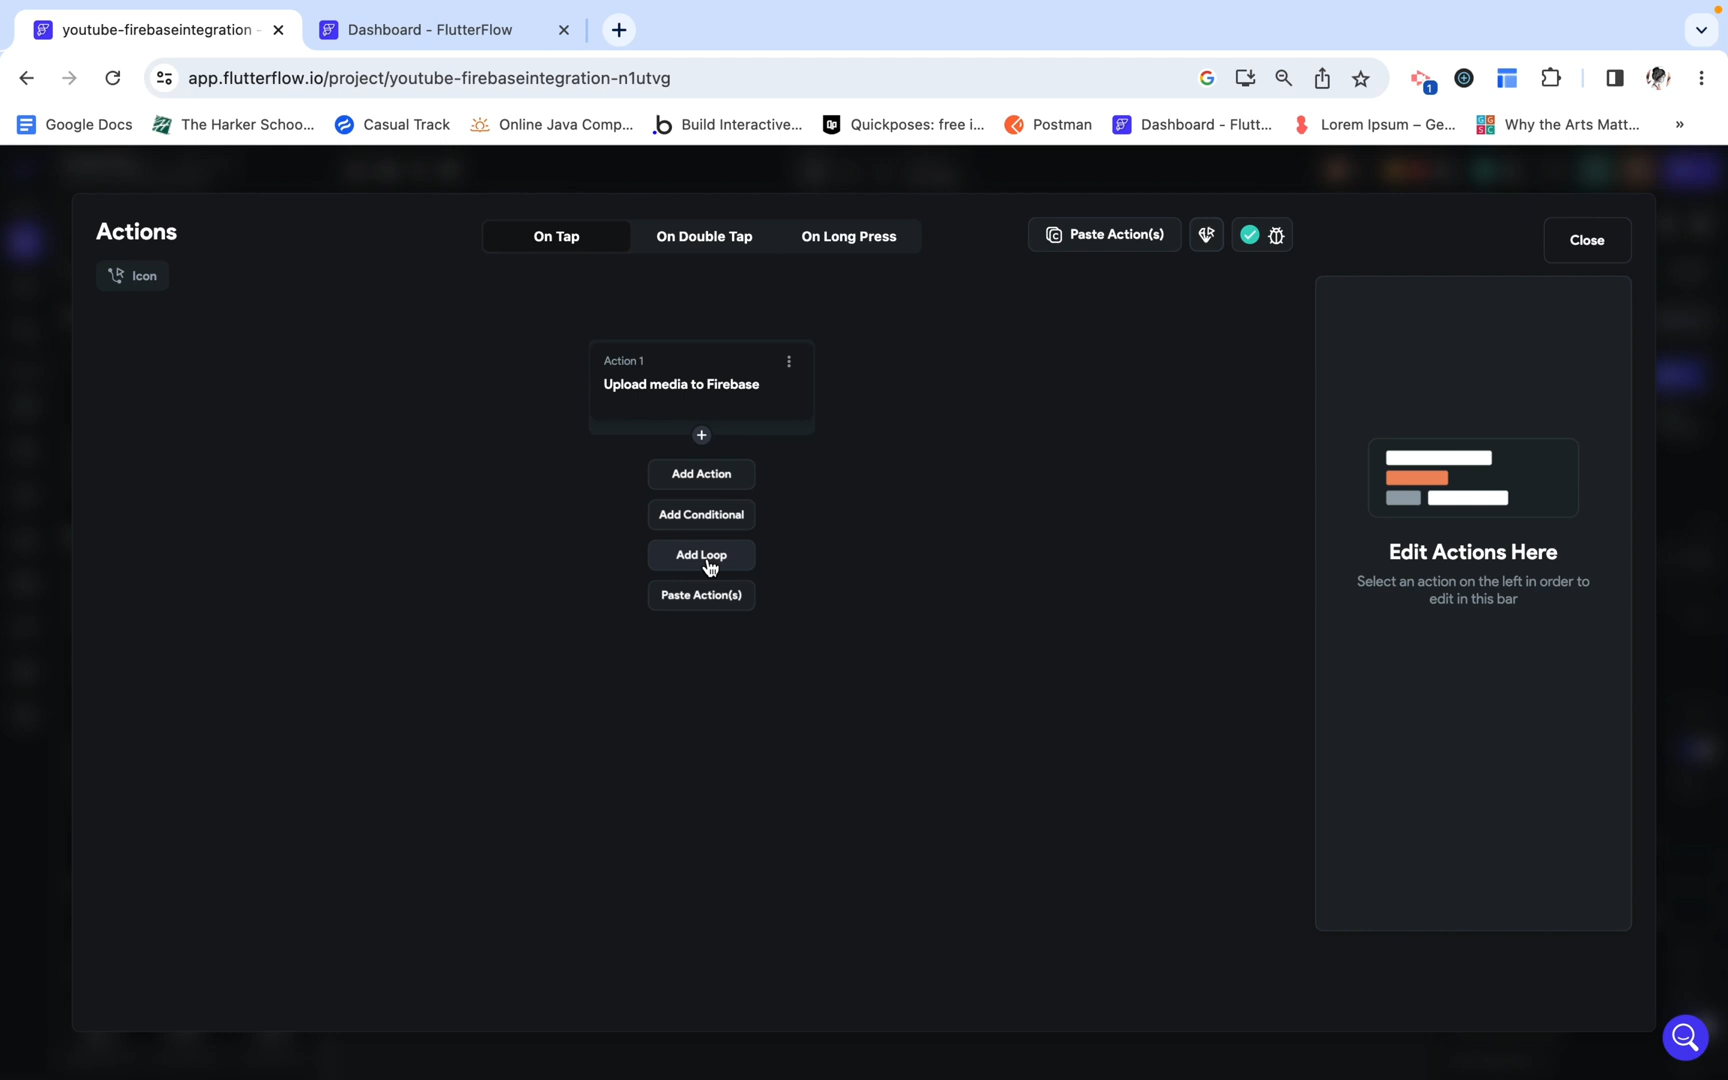 youtube-firebaseintegration -
Dashboard - FlutterFlow
app.flutterflow.io/project/youtube-firebaseintegration-n1utvg
1
Google Docs
The Harker Schoo...
Casual Track
Online Java Comp...
Build Interactive...
Quickposes: free i...
Postman
Dashboard - Flutt...
Lorem Ipsum – Ge...
Why the Arts Matt...
»
Actions
On Tap
On Double Tap
On Long Press
Paste Action(s)
Close
Icon
Action 1
Upload media to Firebase
Add Action
Add Conditional
Add Loop
Paste Action(s)
Edit Actions Here
Select an action on the left in order to
edit in this bar